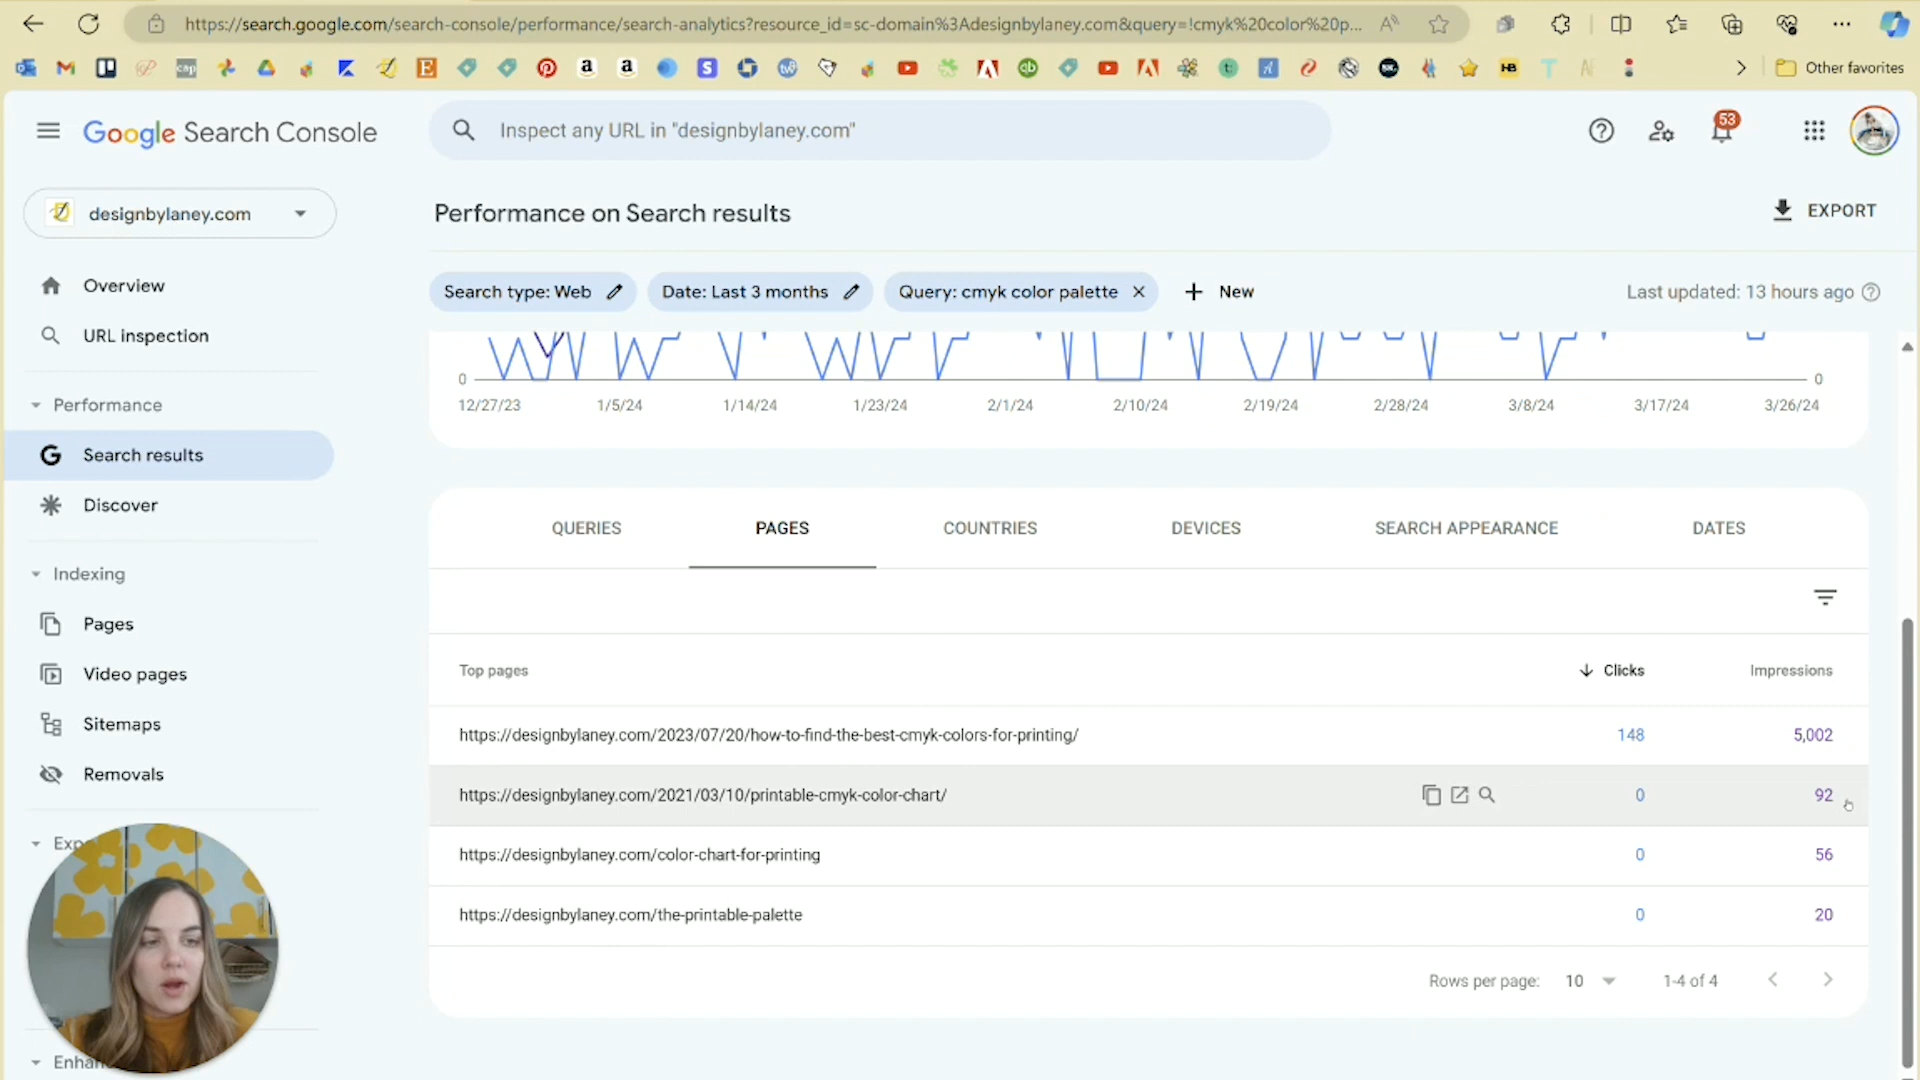 https://search.google.com/search-console/performance/search-analytics?resource_id=sc-domain%3Adesignbylaney.com&query=!cmyk%20color%20p...
Other favorites
Google Search Console
Inspect any URL in "designbylaney.com"
53
designbylaney.com
Performance on Search results
EXPORT
Search type: Web
Date: Last 3 months
Query: cmyk color palette
New
Last updated: 13 hours ago
Overview
URL inspection
Performance
Search results
Discover
Indexing
Pages
Video pages
Sitemaps
Removals
Exp
Enhan
0
0
12/27/23
1/5/24
1/14/24
1/23/24
2/1/24
2/10/24
2/19/24
2/28/24
3/8/24
3/17/24
3/26/24
QUERIES
PAGES
COUNTRIES
DEVICES
SEARCH APPEARANCE
DATES
Top pages
Clicks
Impressions
https://designbylaney.com/2023/07/20/how-to-find-the-best-cmyk-colors-for-printing/
148
5,002
https://designbylaney.com/2021/03/10/printable-cmyk-color-chart/
0
92
https://designbylaney.com/color-chart-for-printing
0
56
https://designbylaney.com/the-printable-palette
0
20
Rows per page:
10
1-4 of 4